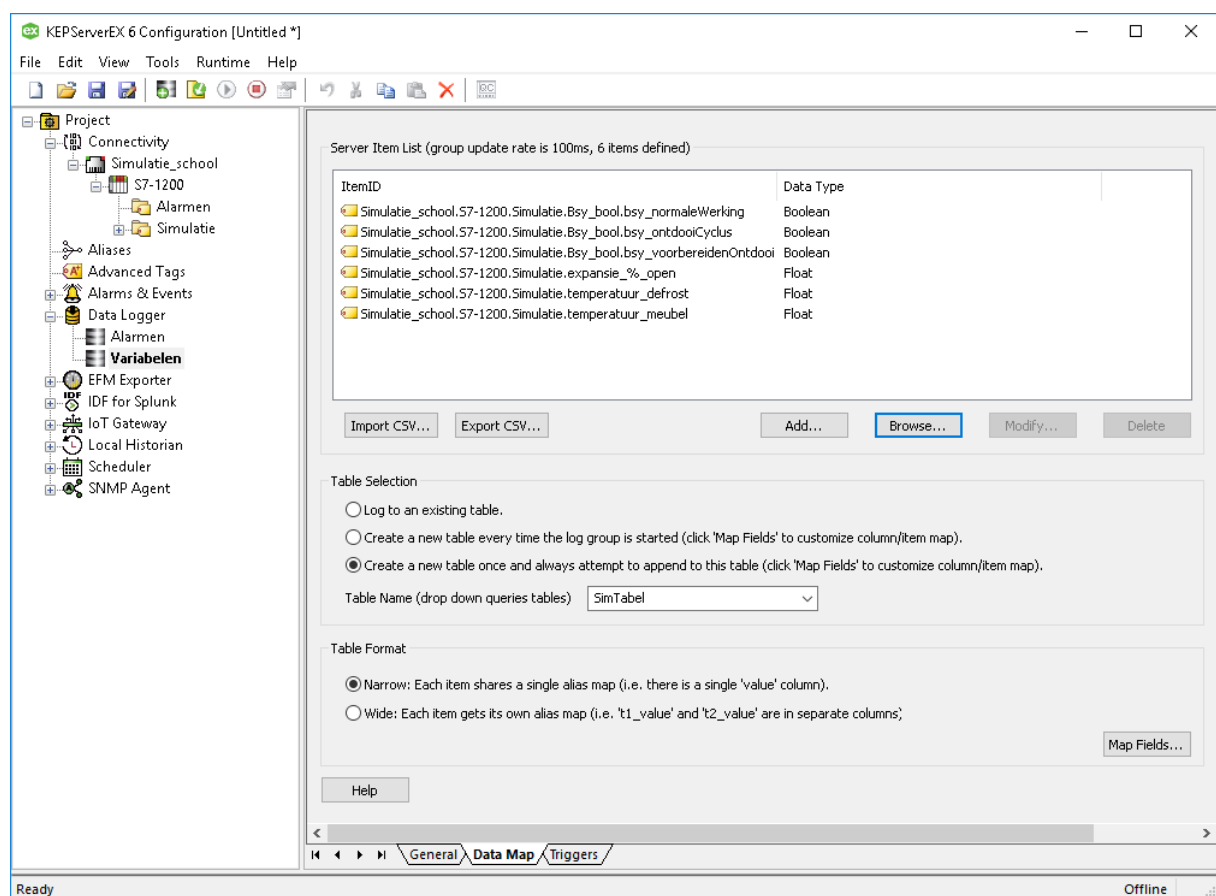 KEPServerEX 6 Configuration [Untitled *]
File Edit View Tools Runtime Help
Project
Connectivity
Simulatie_school
S7-1200
Alarmen
Simulatie
Aliases
Advanced Tags
Alarms & Events
Data Logger
Alarmen
Variabelen
EFM Exporter
IDF for Splunk
IoT Gateway
Local Historian
Scheduler
SNMP Agent
Server Item List (group update rate is 100ms, 6 items defined)
ItemID Data Type
Simulatie_school.S7-1200.Simulatie.Bsy_bool.bsy_normaleWerking Boolean
Simulatie_school.S7-1200.Simulatie.Bsy_bool.bsy_ontdooiCyclus Boolean
Simulatie_school.S7-1200.Simulatie.Bsy_bool.bsy_voorbereidenOntdooi Boolean
Simulatie_school.S7-1200.Simulatie.expansie_%_open Float
Simulatie_school.S7-1200.Simulatie.temperatuur_defrost Float
Simulatie_school.S7-1200.Simulatie.temperatuur_meubel Float
Import CSV... Export CSV... Add... Browse... Modify... Delete
Table Selection
Log to an existing table.
Create a new table every time the log group is started (click 'Map Fields' to customize column/item map).
Create a new table once and always attempt to append to this table (click 'Map Fields' to customize column/item map).
Table Name (drop down queries tables) SimTabel
Table Format
Narrow: Each item shares a single alias map (i.e. there is a single 'value' column).
Wide: Each item gets its own alias map (i.e. 't1_value' and 't2_value' are in separate columns)
Map Fields...
Help
General Data Map Triggers
Ready Offline